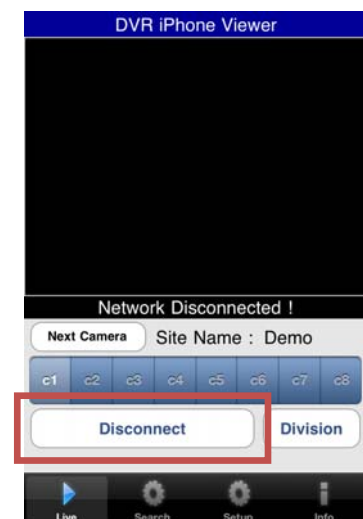 DVR iPhone Viewer
Network Disconnected !
Next Camera Site Name : Demo
c1 c2 c3 c4 c5 c6 c7 c8
Disconnect Division
Live Search Setup Info